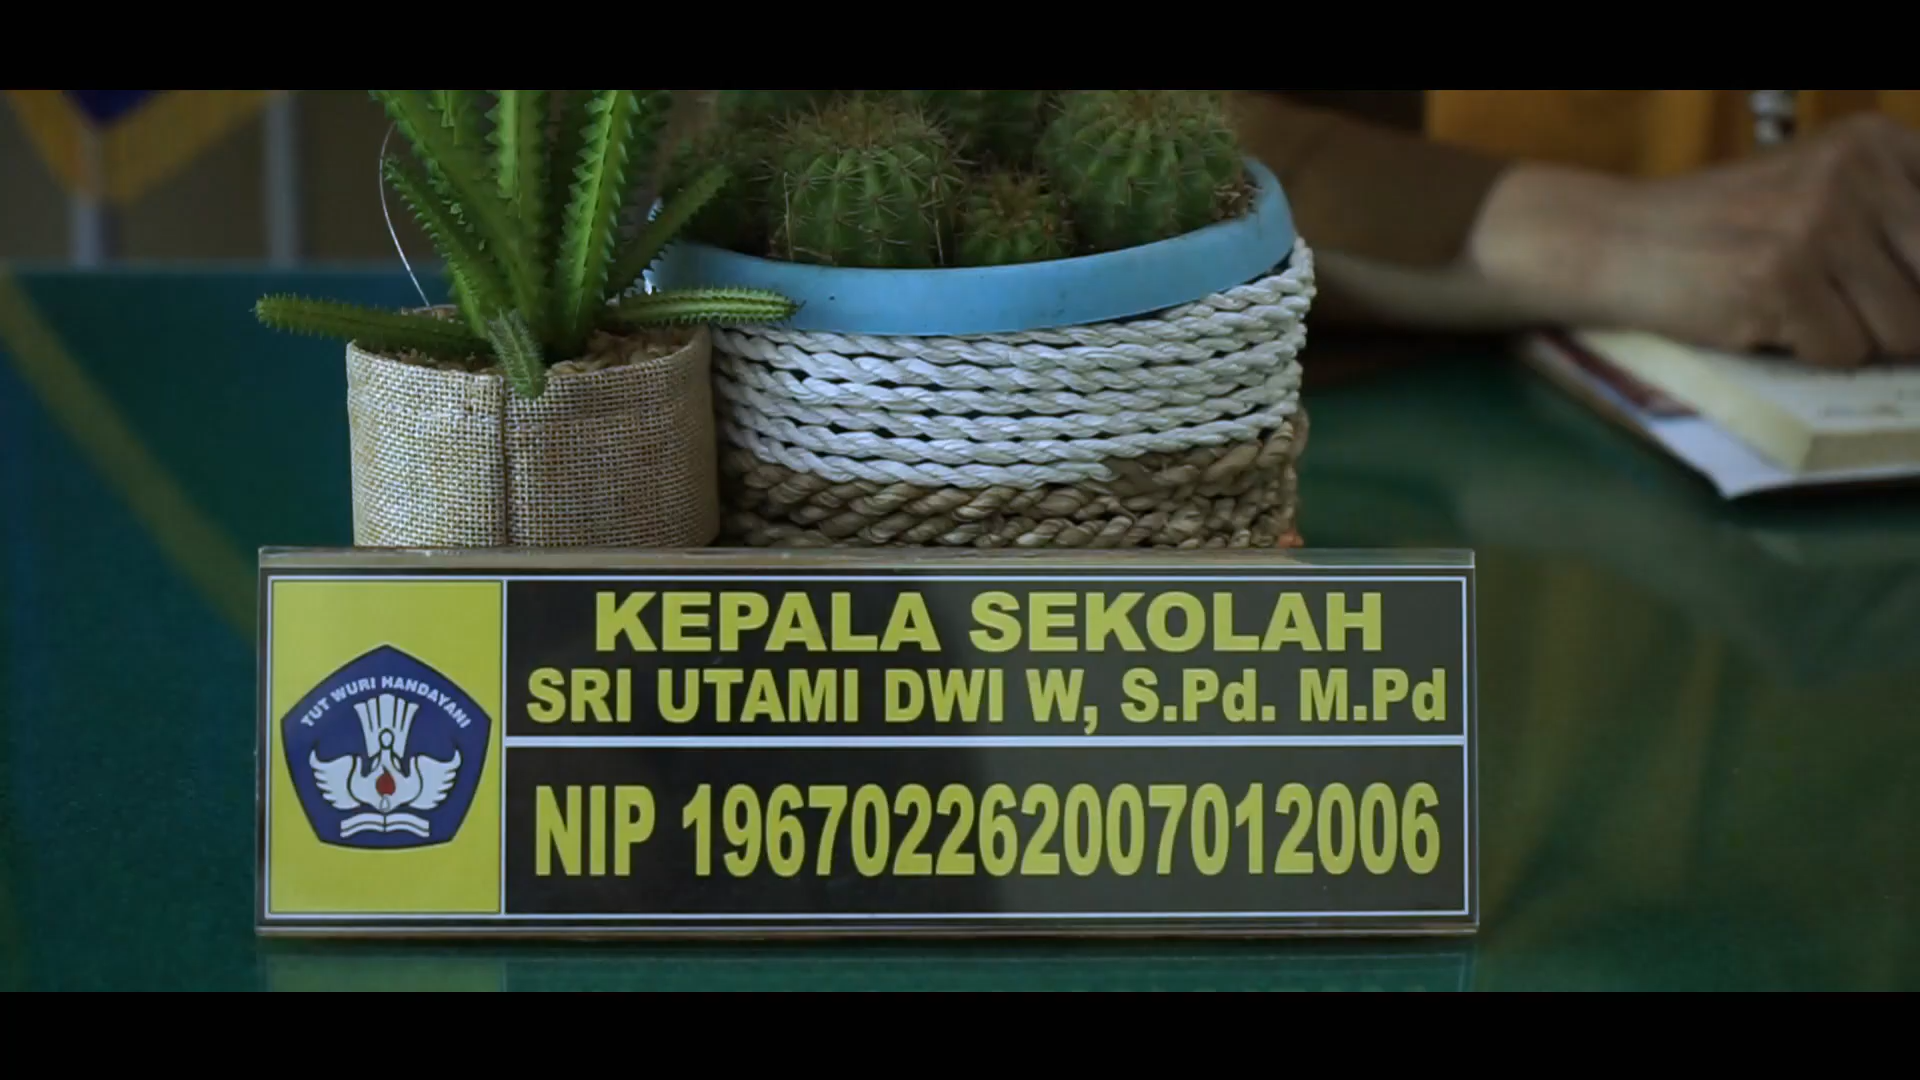 KEPALA SEKOLAH
SRI UTAMI DWI W, S.Pd. M.Pd
TUT WURI HANDAYANI
NIP 196702262007012006